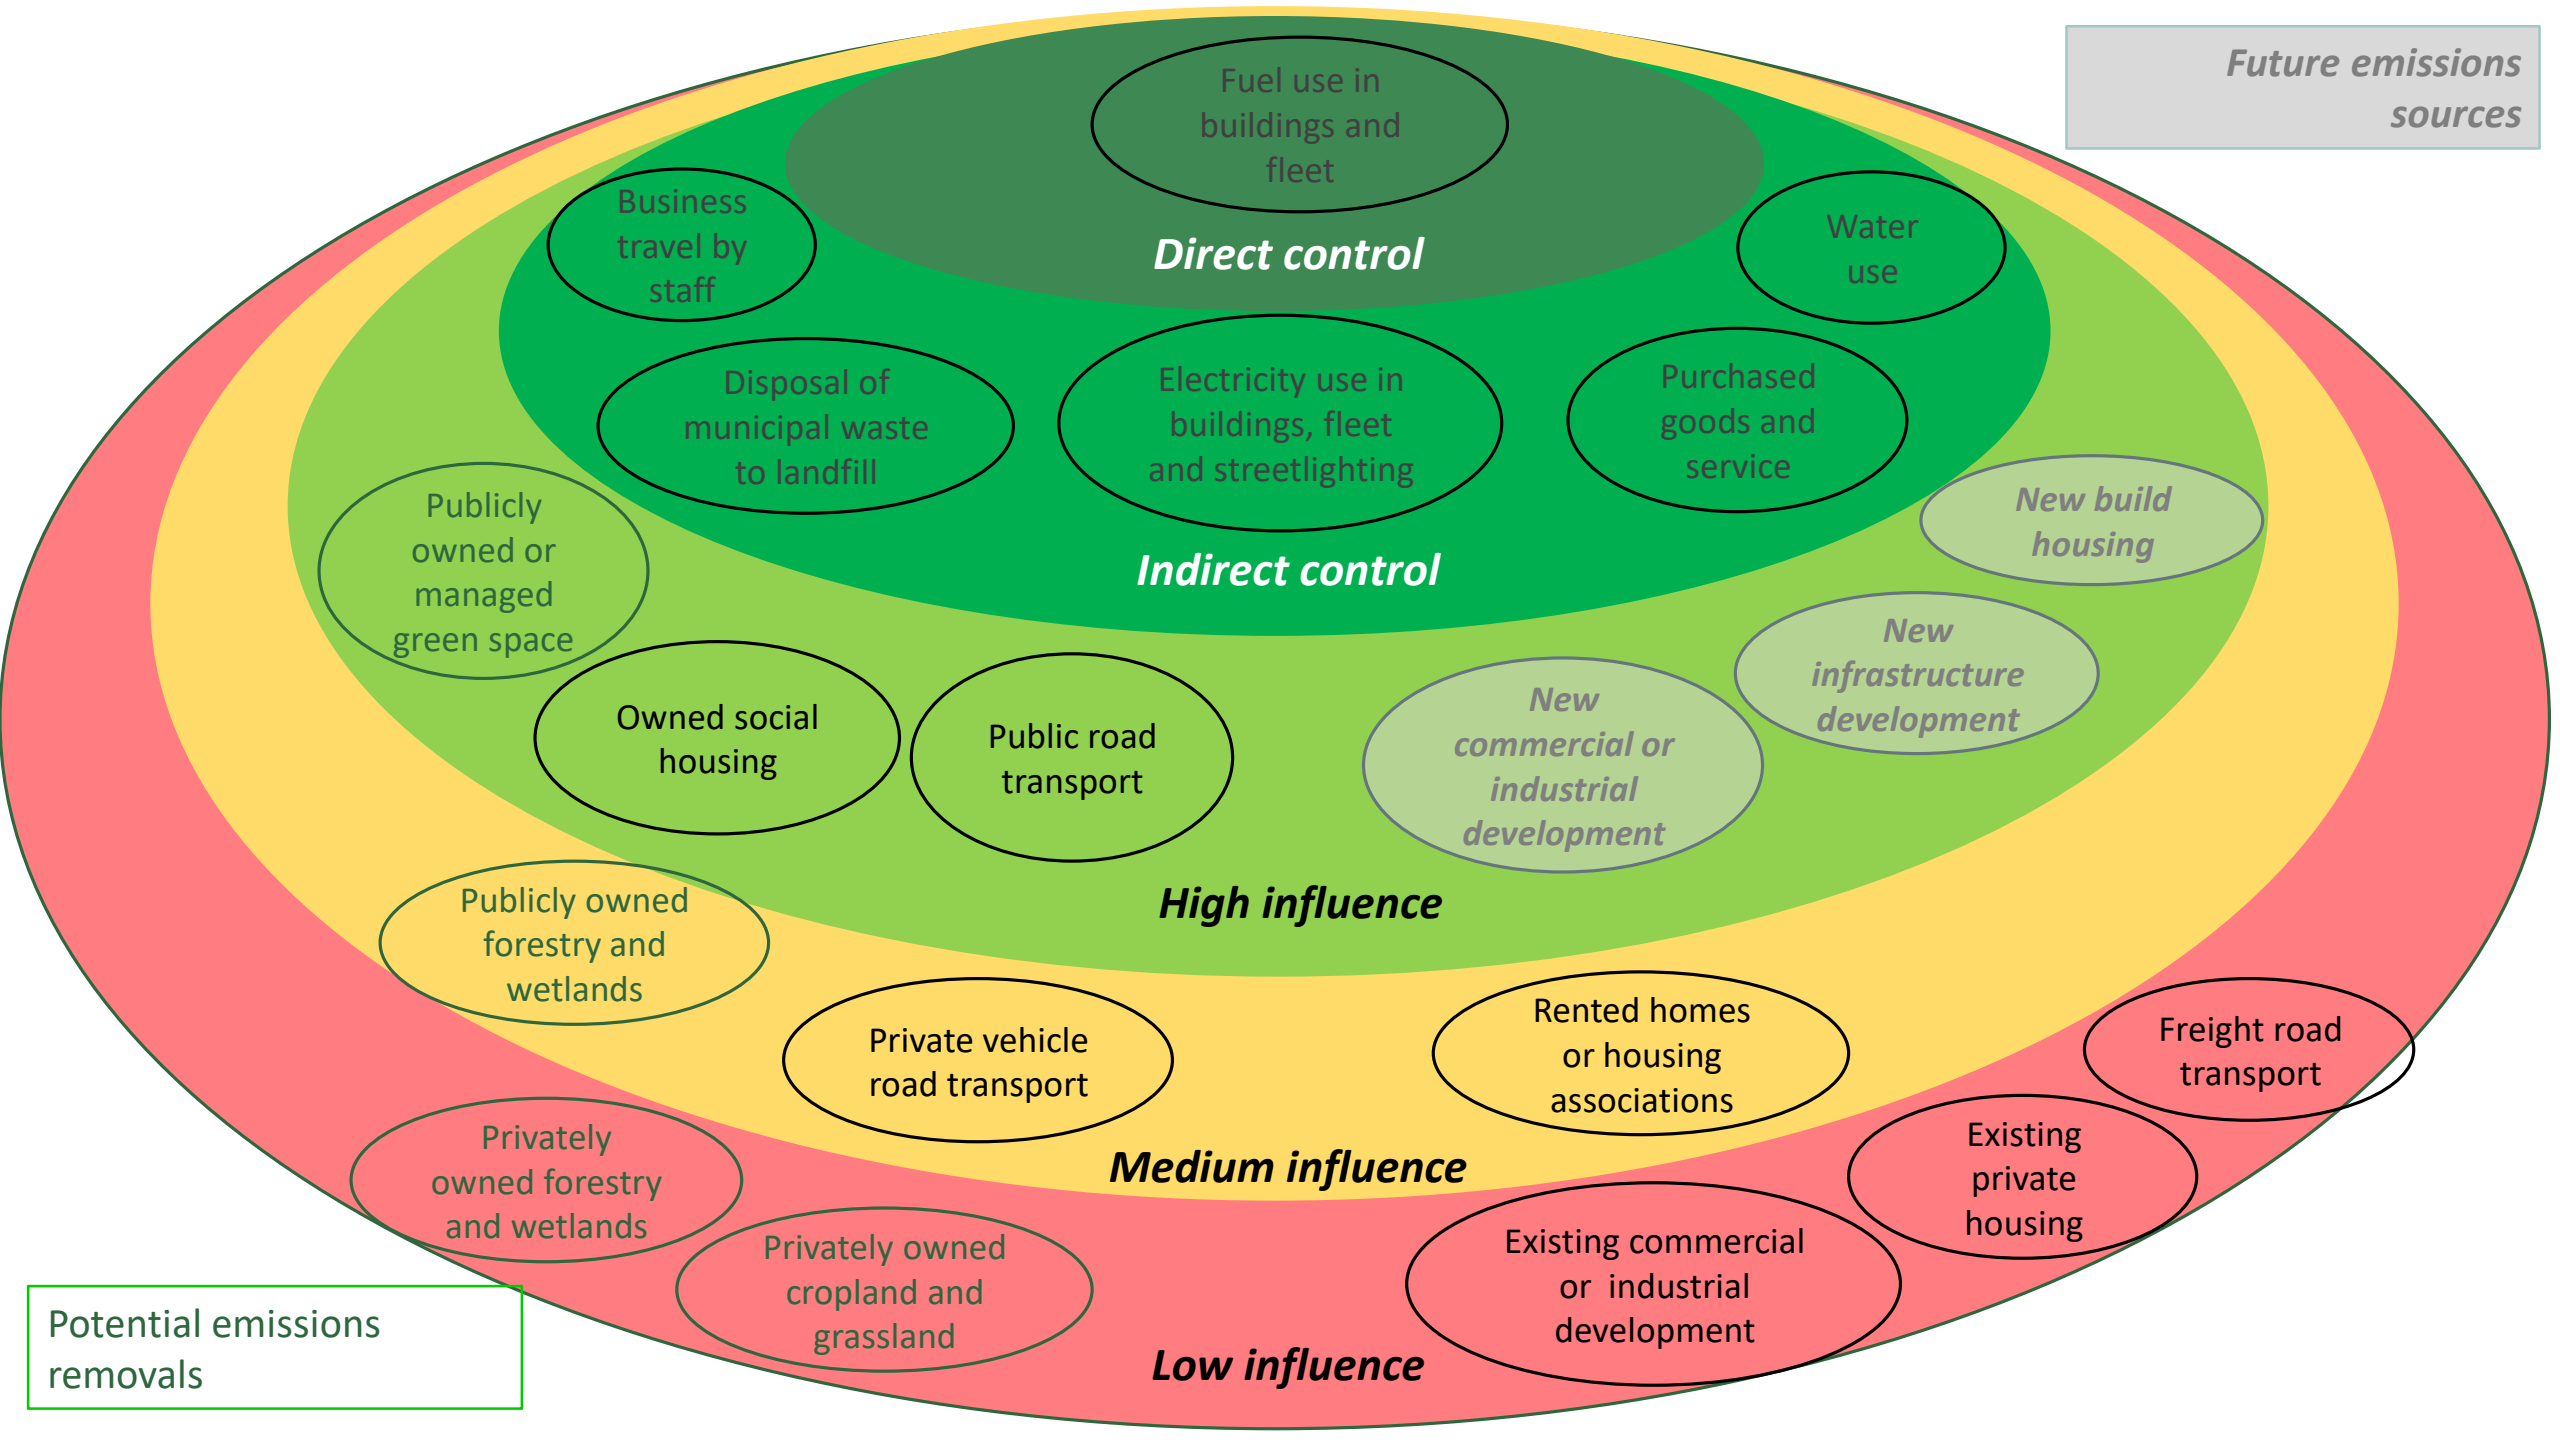 Future emissions
sources
Fuel use in
buildings and
fleet
Direct control
Business
travel by
staff
Water
use
Disposal of
municipal waste
to landfill
Electricity use in
buildings, fleet
and streetlighting
Purchased
goods and
service
Indirect control
Publicly
owned or
managed
green space
New build
housing
New
infrastructure
development
Owned social
housing
Public road
transport
New
commercial or
industrial
development
High influence
Publicly owned
forestry and
wetlands
Private vehicle
road transport
Rented homes
or housing
associations
Freight road
transport
Medium influence
Privately
owned forestry
and wetlands
Existing
private
housing
Privately owned
cropland and
grassland
Existing commercial
or  industrial
development
Low influence
Potential emissions
removals